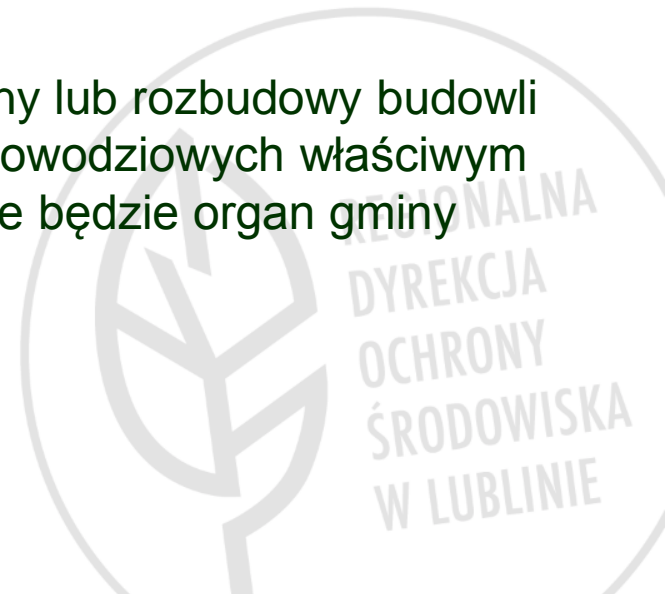 ny lub rozbudowy budowli
owodziowych właściwym
e będzie organ gminy
REGIONALNA
DYREKCJA
OCHRONY
ŚRODOWISKA
W LUBLINIE